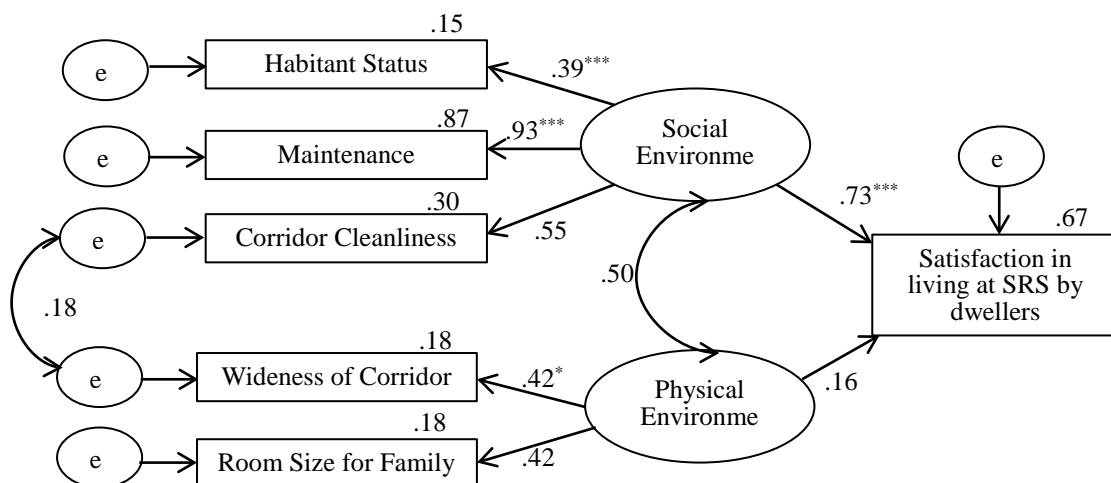 .15
e
Habitant Status
.39***
.87
e
Maintenance
.93***
Social
Environme
e
.30
e
Corridor Cleanliness
.55
.73***
.67
Satisfaction in
living at SRS by
dwellers
.50
.18
.18
e
Wideness of Corridor
.42*
Physical
Environme
.16
.18
e
Room Size for Family
.42